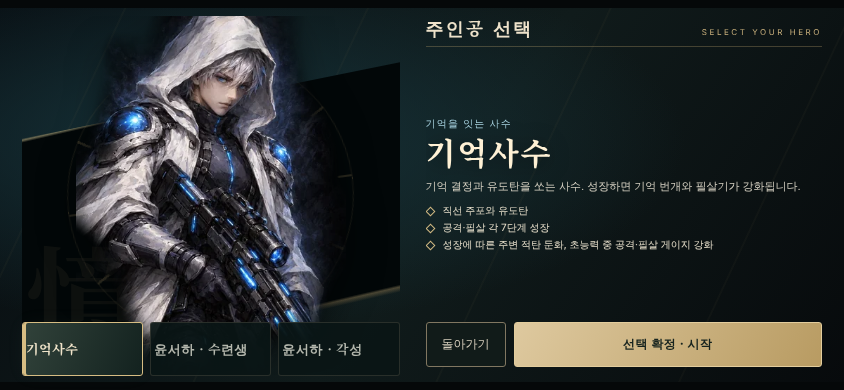 주인공 선택
SELECT YOUR HERO
기억을 잇는 사수
기억사수
기억 결정과 유도탄을 쏘는 사수. 성장하면 기억 번개와 필살기가 강화됩니다.
직선 주포와 유도탄
공격·필살 각 7단계 성장
성장에 따른 주변 적탄 둔화, 초능력 중 공격·필살 게이지 강화
憶
기억사수
윤서하 · 수련생
윤서하 · 각성
돌아가기
선택 확정 · 시작